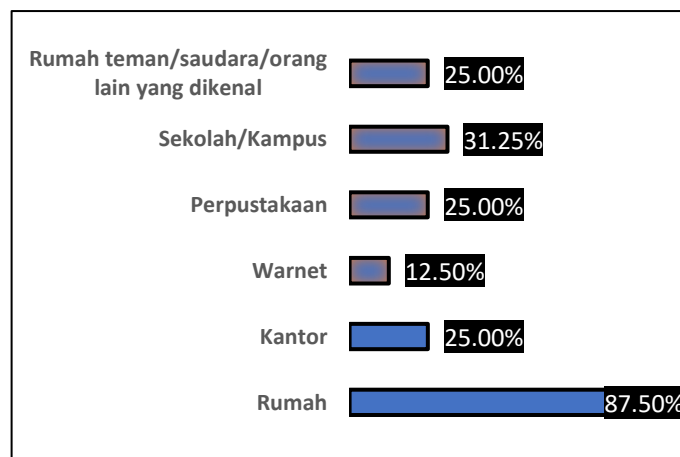 Rumah teman/saudara/orang
lain yang dikenal
25.00%
Sekolah/Kampus
31.25%
Perpustakaan
25.00%
Warnet
12.50%
Kantor
25.00%
Rumah
87.50%